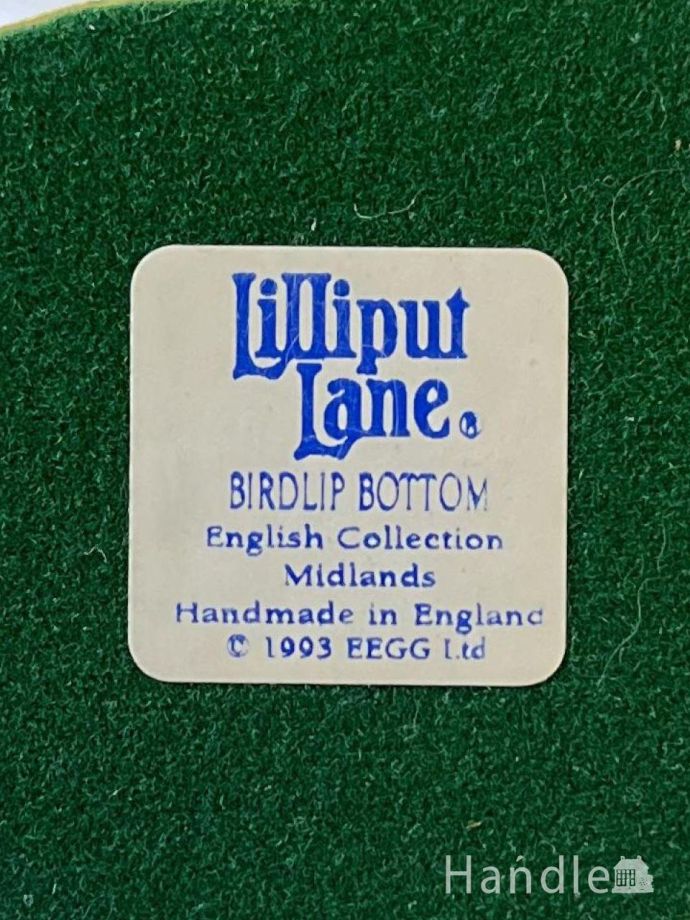 Lilliput
Lane®
BIRDLIP BOTTOM
English Collection
Midlands
Handmade in England
© 1993 EEGG Ltd
Handle